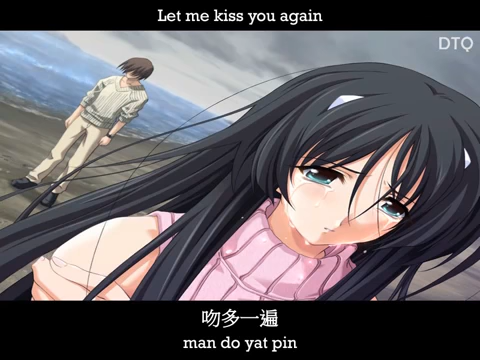 Let me kiss you again
DTQ
吻多一遍
man do yat pin